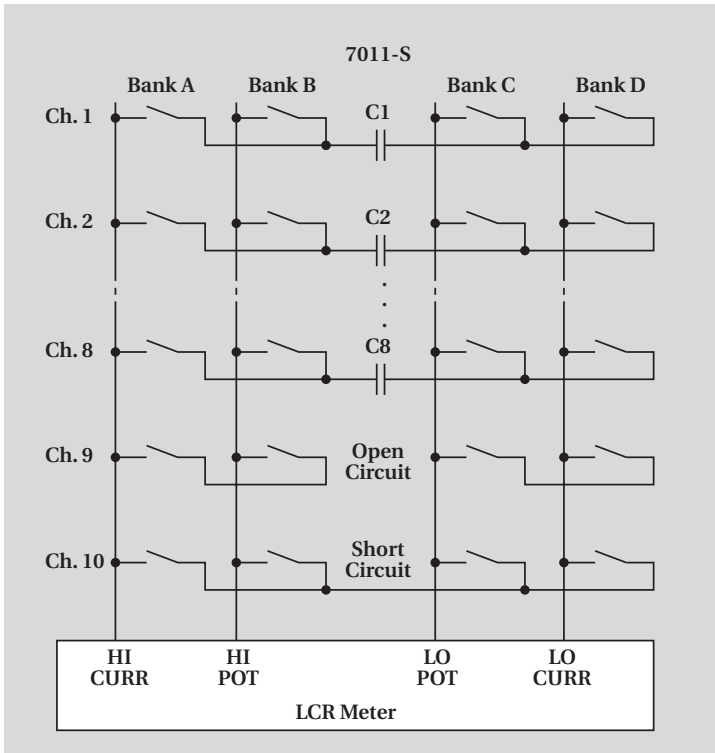 7011-S
Bank A Bank B Bank C Bank D
Ch. 1 C1
Ch. 2 C2
Ch. 8 C8
Ch. 9 Open
Circuit
Ch. 10 Short
Circuit
HI HI LO LO
CURR POT POT CURR
LCR Meter